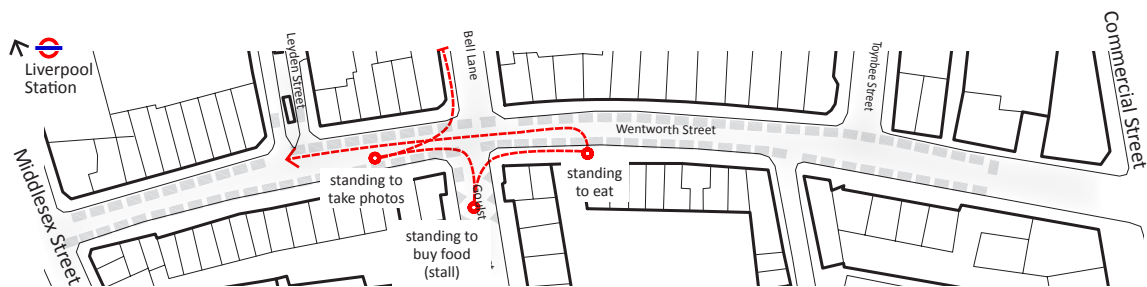 Liverpool
Station
Leyden Street
Bell Lane
Toynbee Street
Commercial Street
Wentworth Street
Middlesex Street
standing to
take photos
standing
to eat
standing to
buy food
(stall)